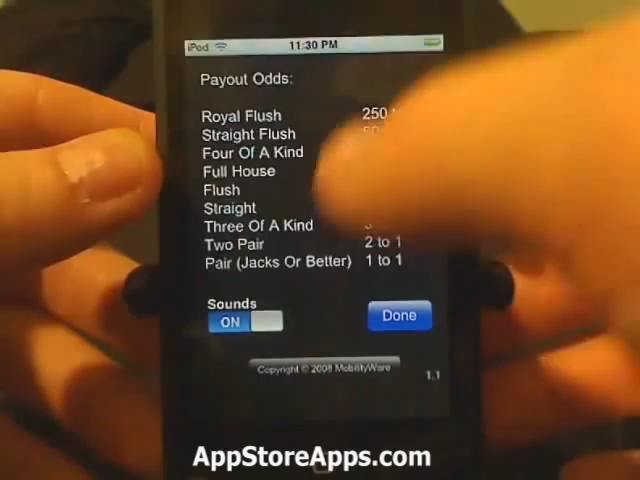 iPod 11:30 PM
Payout Odds:
Royal Flush 250
Straight Flush
Four Of A Kind
Full House
Flush
Straight
Three Of A Kind
Two Pair 2 to 1
Pair (Jacks Or Better) 1 to 1
Sounds
ON
Done
Copyright © 2008 MobilityWare
1.1
AppStoreApps.com